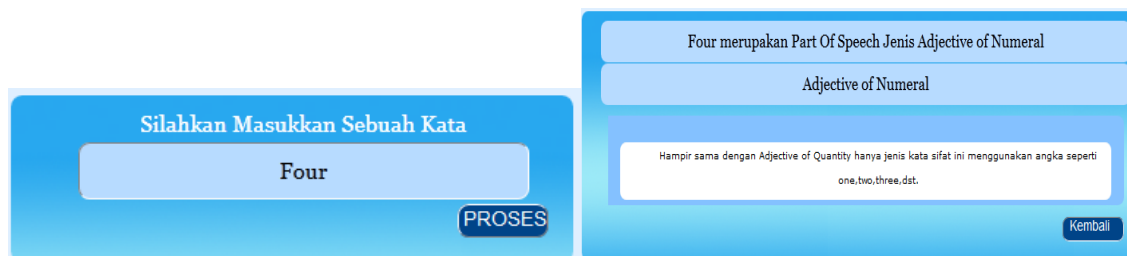 Silahkan Masukkan Sebuah Kata
Four
PROSES
Four merupakan Part Of Speech Jenis Adjective of Numeral
Adjective of Numeral
Hampir sama dengan Adjective of Quantity hanya jenis kata sifat ini menggunakan angka seperti
one,two,three,dst.
Kembali